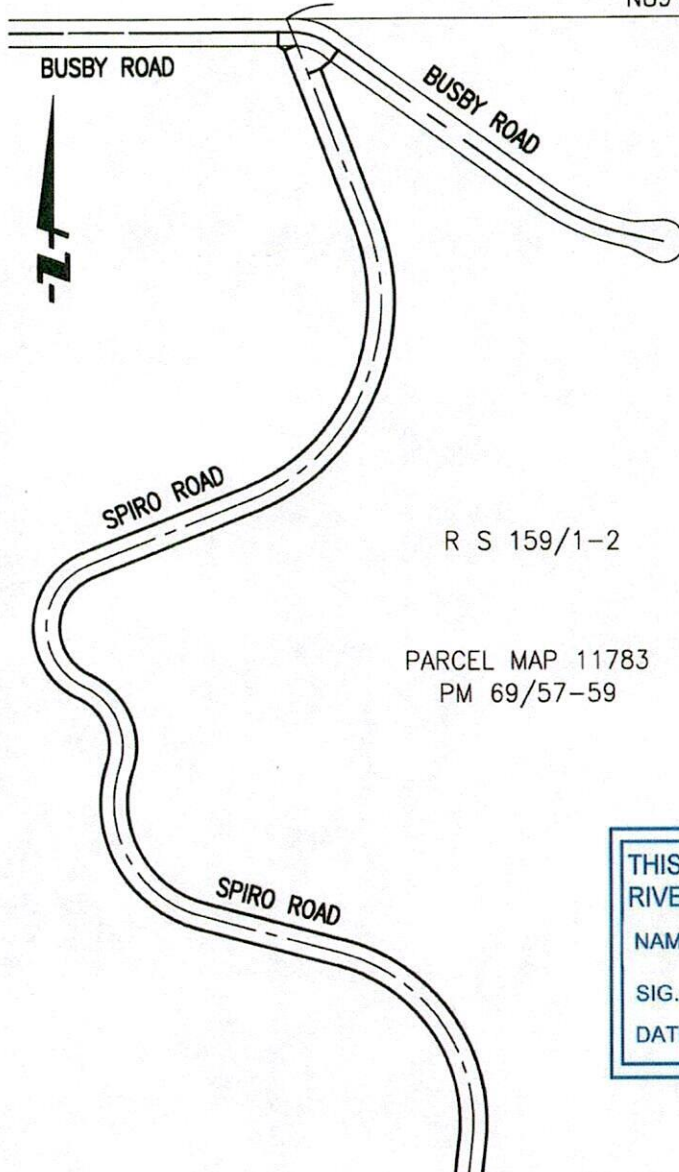 BUSBY ROAD
BUSBY ROAD
N
SPIRO ROAD
R S 159/1-2
PARCEL MAP 11783
PM 69/57-59
SPIRO ROAD
THIS
RIVE
NAM
SIG.
DAT